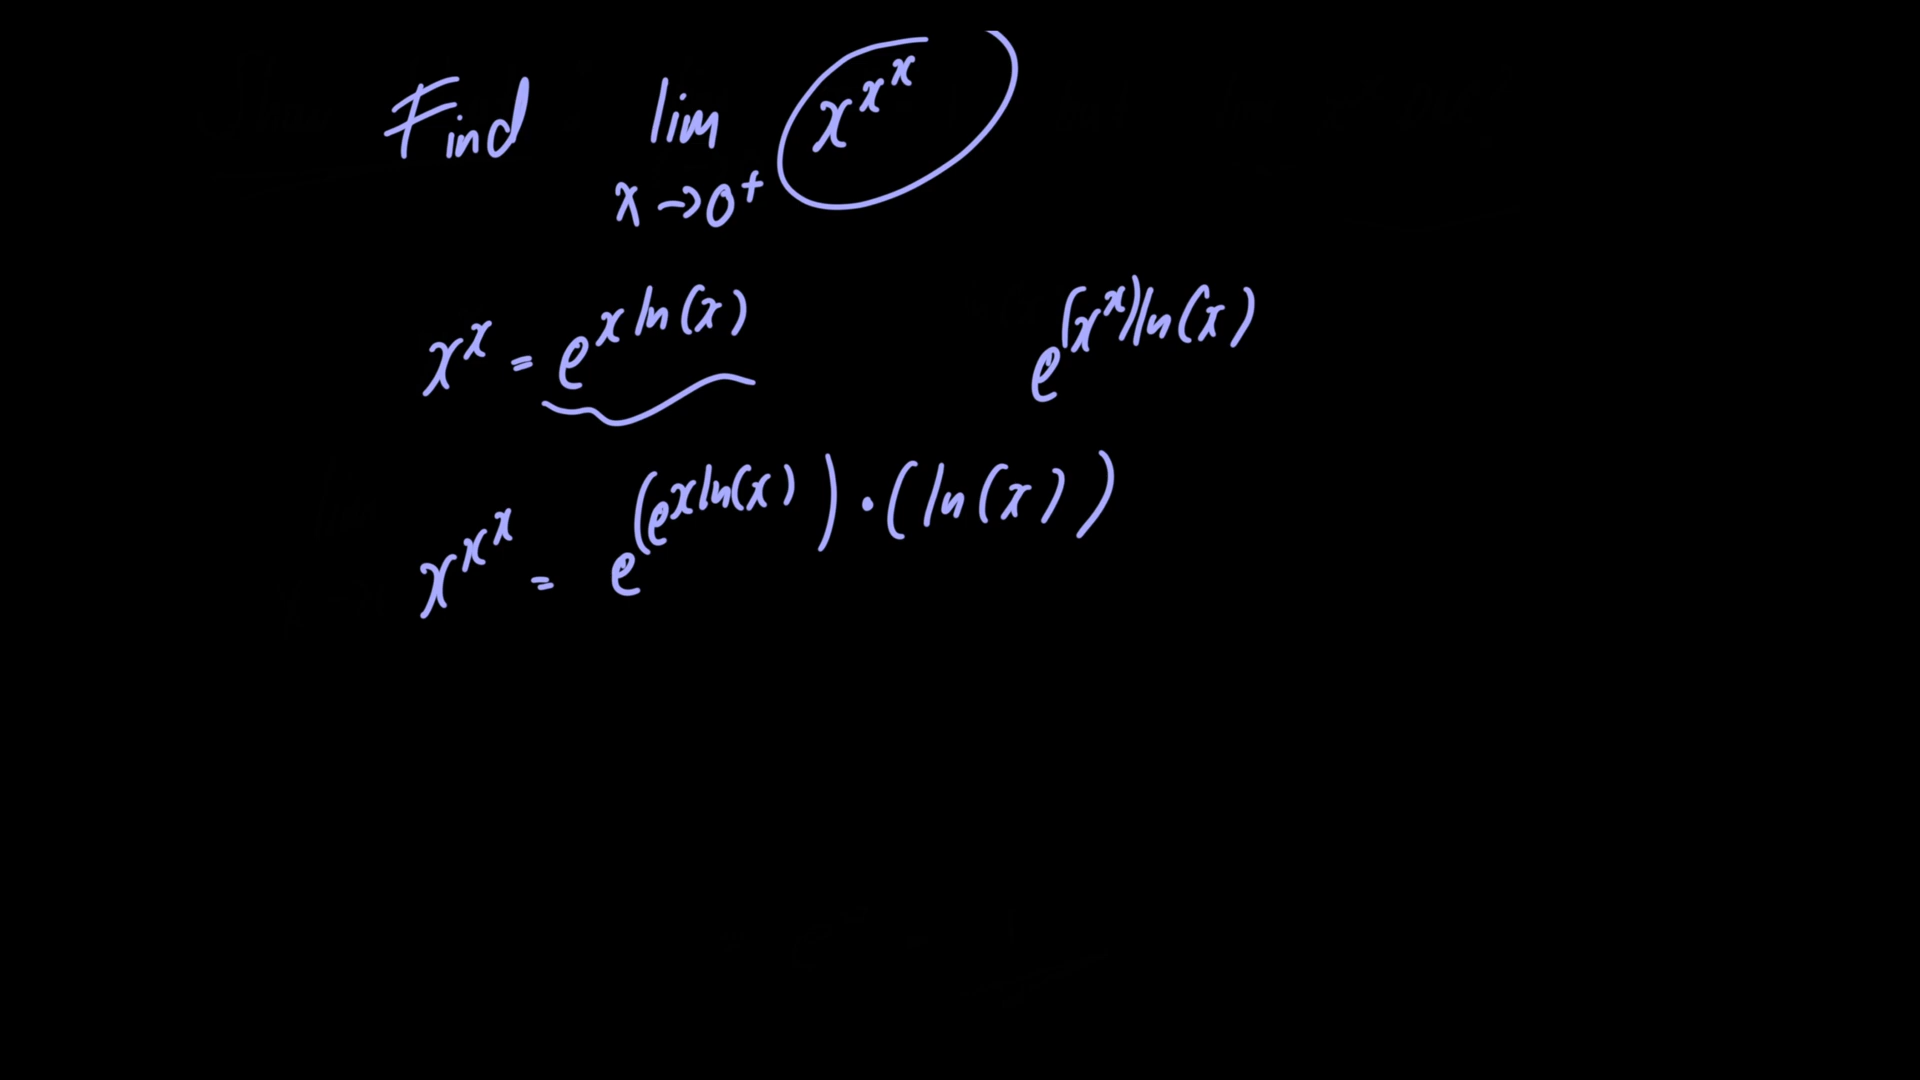 Find lim x^x^x
x→0⁺
x^x = e^x ln(x) e^(x^x)ln(x)
x^x^x = e^(e^x ln(x)) · (ln(x))